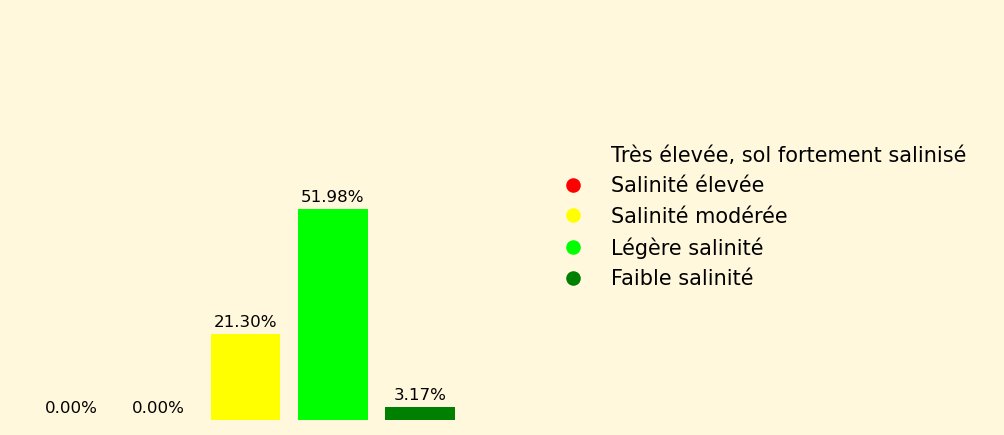 51.98%
21.30%
3.17%
0.00% 0.00%
Très élevée, sol fortement salinisé
Salinité élevée
Salinité modérée
Légère salinité
Faible salinité